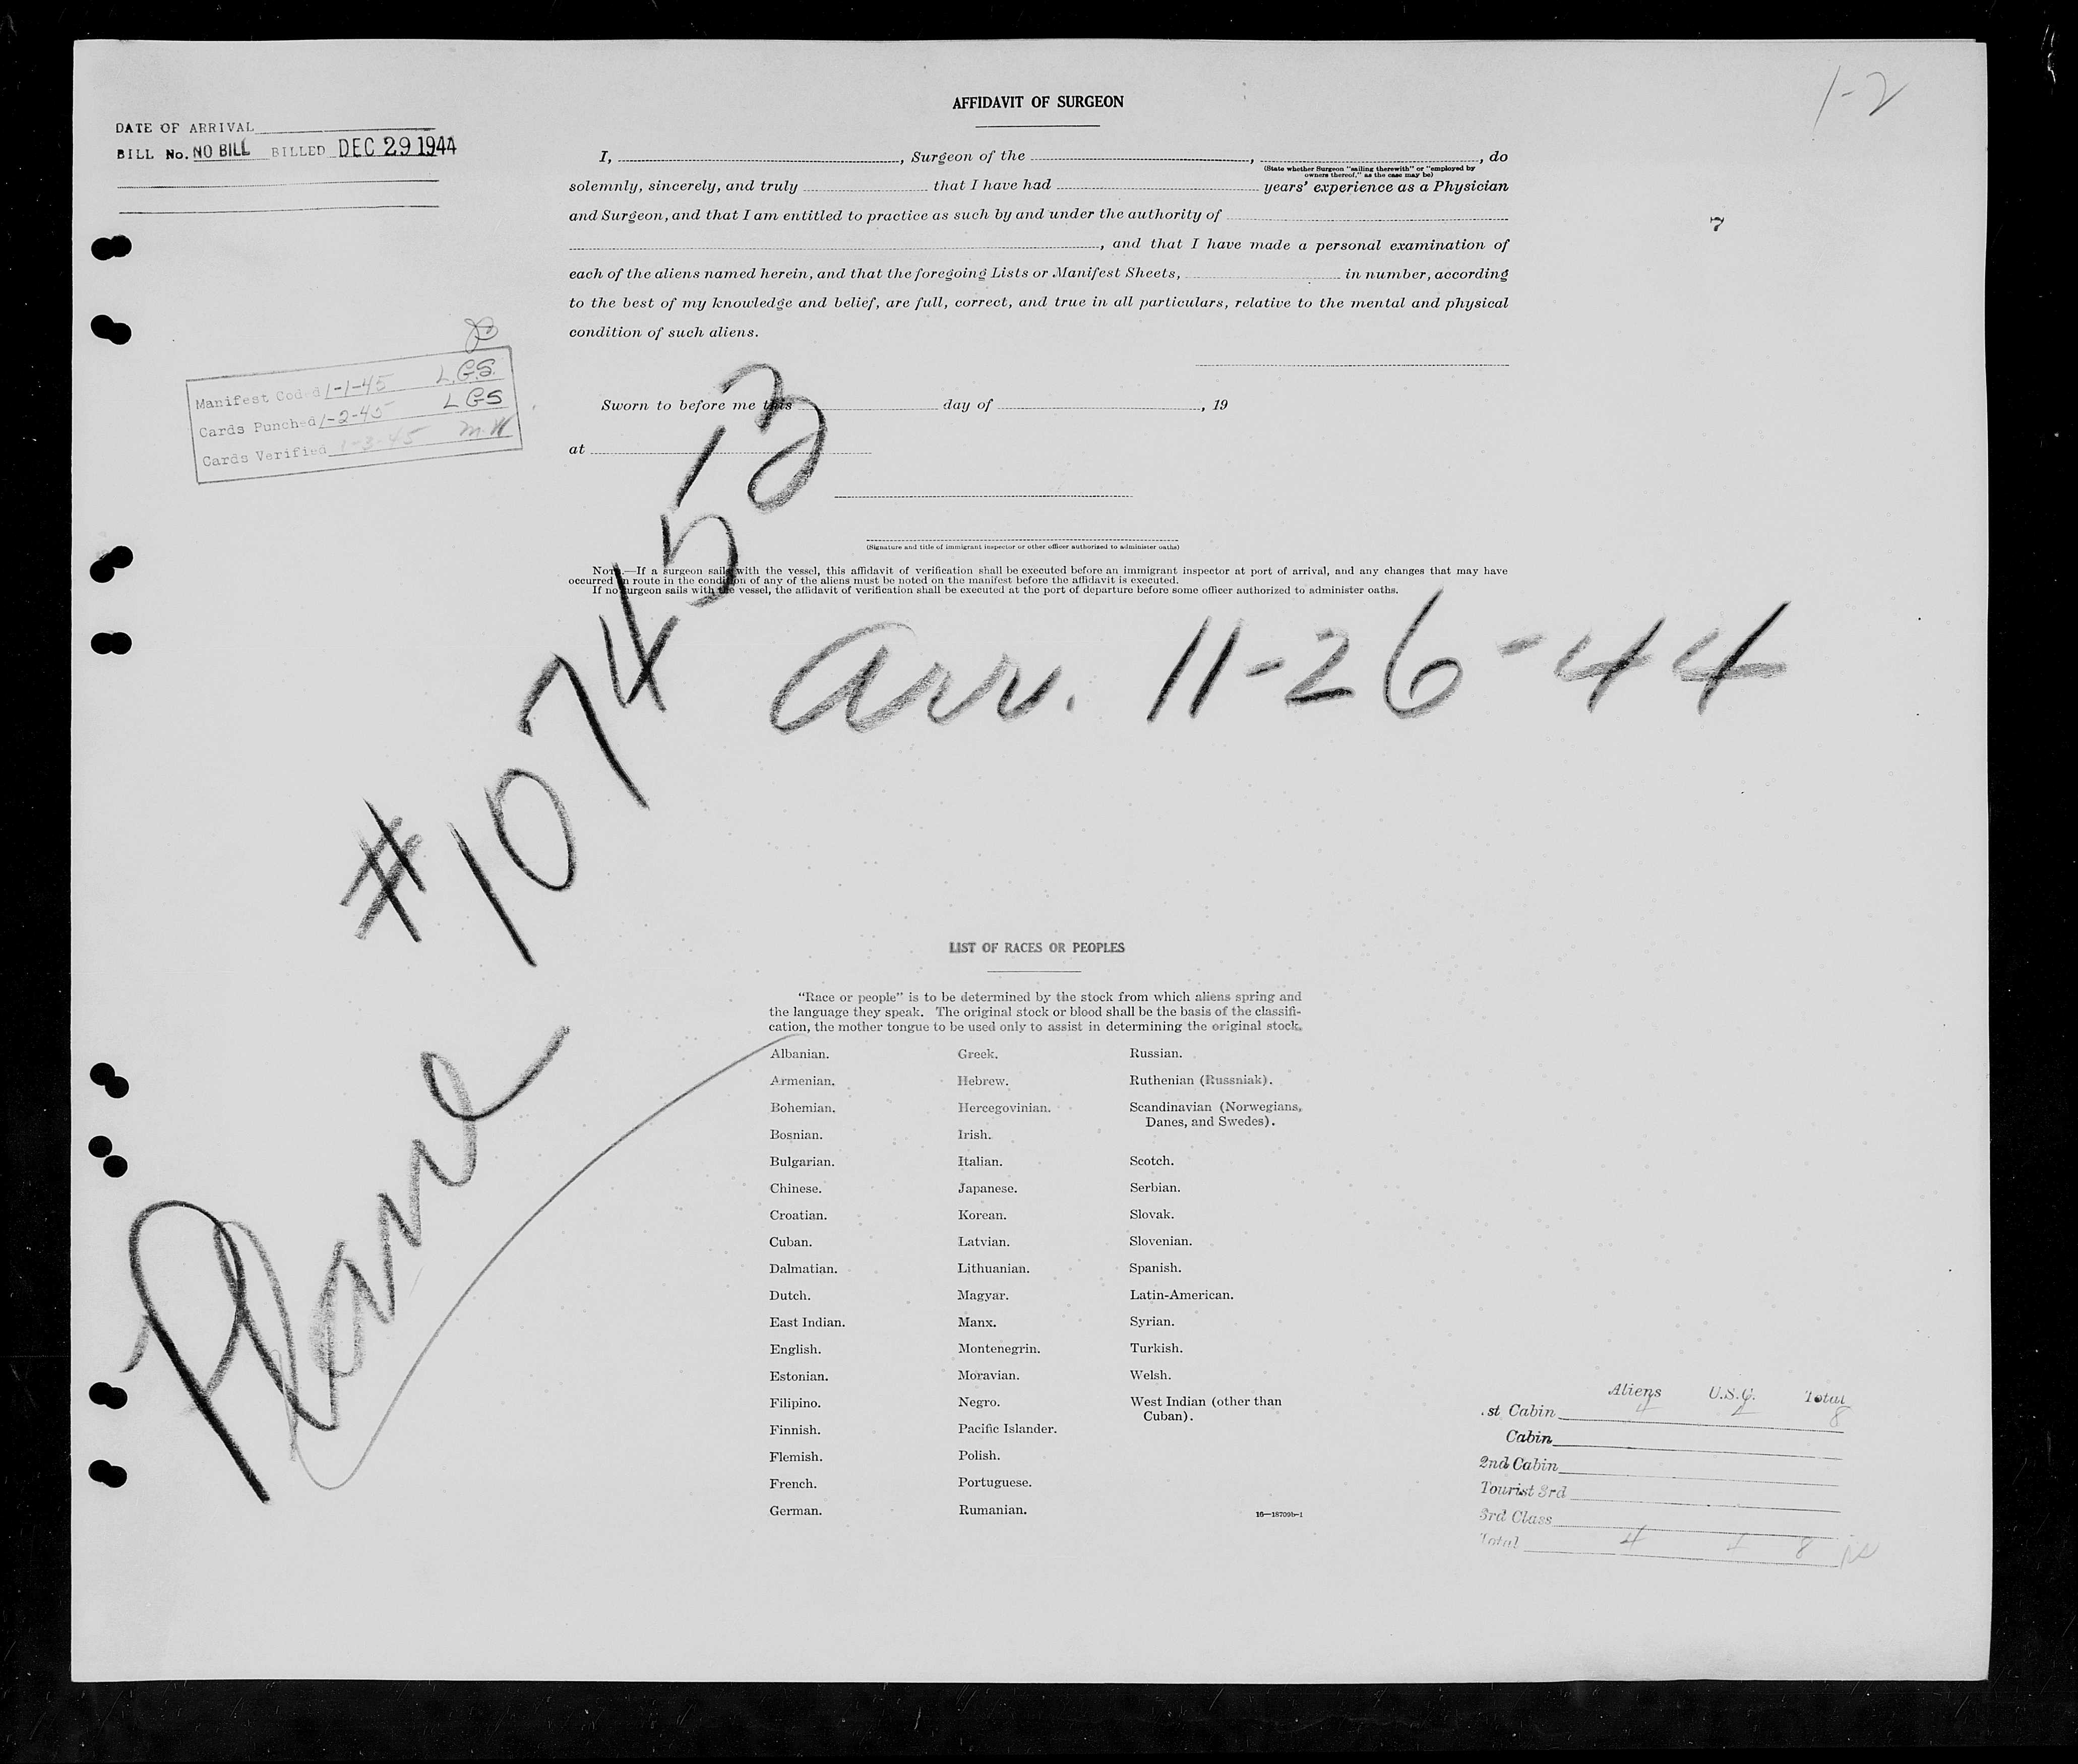 1-2
AFFIDAVIT OF SURGEON
DATE OF ARRIVAL
BILL No. NO BILL BILLED DEC 29 1944
I, , Surgeon of the , , do
(State whether Surgeon "sailing therewith" or "employed by
owners thereof," as the case may be)
solemnly, sincerely, and truly that I have had years' experience as a Physician
and Surgeon, and that I am entitled to practice as such by and under the authority of
7
, and that I have made a personal examination of
each of the aliens named herein, and that the foregoing Lists or Manifest Sheets, in number, according
to the best of my knowledge and belief, are full, correct, and true in all particulars, relative to the mental and physical
condition of such aliens.
Manifest Coded 1-1-45 L.G.S.
Cards Punched 1-2-45 LGS
Cards Verified 1-3-45 M.W
Sworn to before me this day of , 19
at
(Signature and title of immigrant inspector or other officer authorized to administer oaths)
NOTE.—If a surgeon sails with the vessel, this affidavit of verification shall be executed before an immigrant inspector at port of arrival, and any changes that may have
occurred in route in the condition of any of the aliens must be noted on the manifest before the affidavit is executed.
If no surgeon sails with the vessel, the affidavit of verification shall be executed at the port of departure before some officer authorized to administer oaths.
Arr. 11-26-44
Plane #1074513
LIST OF RACES OR PEOPLES
"Race or people" is to be determined by the stock from which aliens spring and
the language they speak. The original stock or blood shall be the basis of the classifi-
cation, the mother tongue to be used only to assist in determining the original stock.
Albanian.
Armenian.
Bohemian.
Bosnian.
Bulgarian.
Chinese.
Croatian.
Cuban.
Dalmatian.
Dutch.
East Indian.
English.
Estonian.
Filipino.
Finnish.
Flemish.
French.
German.
Greek.
Hebrew.
Hercegovinian.
Irish.
Italian.
Japanese.
Korean.
Latvian.
Lithuanian.
Magyar.
Manx.
Montenegrin.
Moravian.
Negro.
Pacific Islander.
Polish.
Portuguese.
Rumanian.
Russian.
Ruthenian (Russniak).
Scandinavian (Norwegians,
Danes, and Swedes).
Scotch.
Serbian.
Slovak.
Slovenian.
Spanish.
Latin-American.
Syrian.
Turkish.
Welsh.
West Indian (other than
Cuban).
16—18709b-1
Aliens U.S.C. Total
.st Cabin 4 4 8
Cabin
2nd Cabin
Tourist 3rd
3rd Class
Total 4 4 8